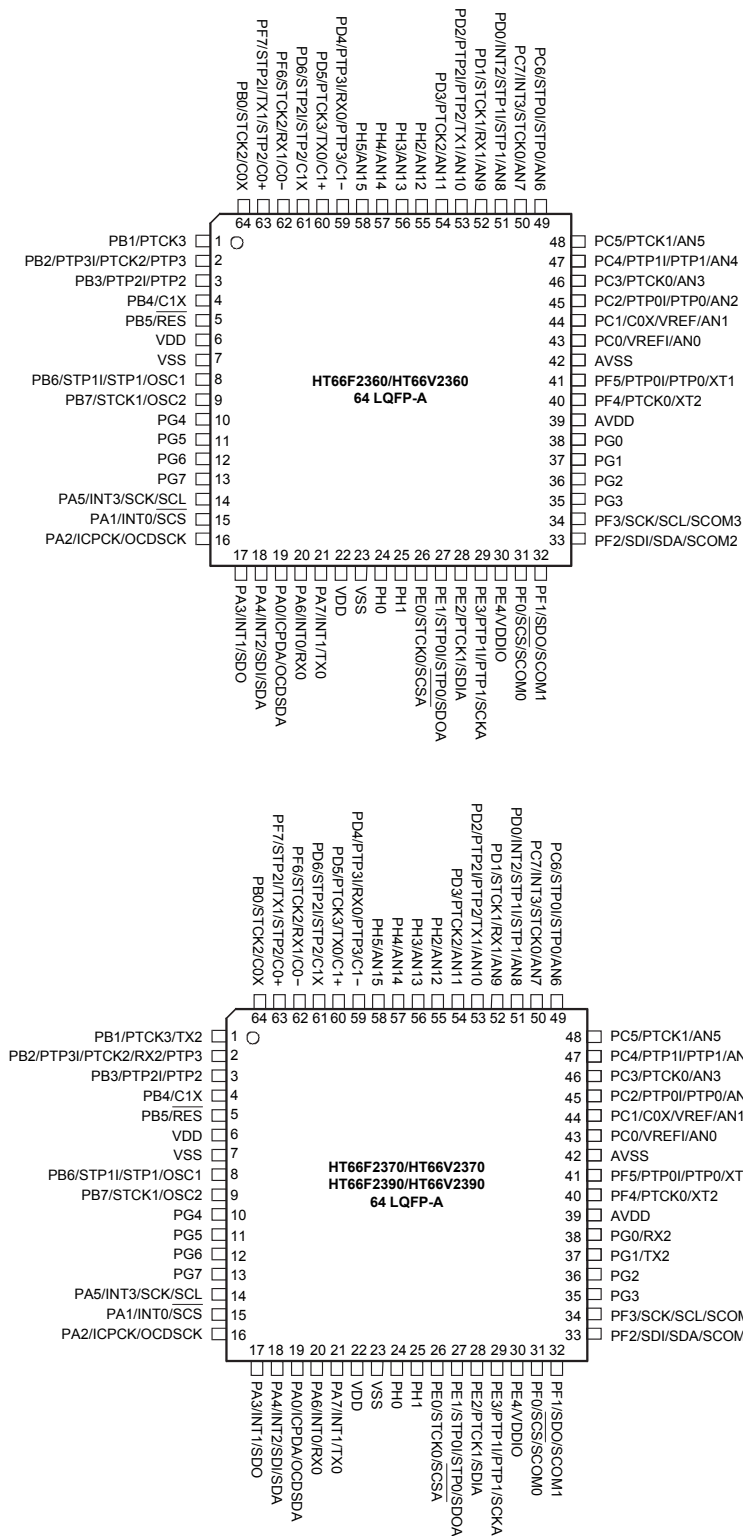 PB0/STCK2/C0X
PF7/STP2I/TX1/STP2/C0+
PF6/STCK2/RX1/C0−
PD6/STP2I/STP2/C1X
PD5/PTCK3/TX0/C1+
PD4/PTP3I/RX0/PTP3/C1−
PH5/AN15
PH4/AN14
PH3/AN13
PH2/AN12
PD3/PTCK2/AN11
PD2/PTP2I/PTP2/TX1/AN10
PD1/STCK1/RX1/AN9
PD0/INT2/STP1I/STP1/AN8
PC7/INT3/STCK0/AN7
PC6/STP0I/STP0/AN6
64 63 62 61 60 59 58 57 56 55 54 53 52 51 50 49
PB1/PTCK3 1
PB2/PTP3I/PTCK2/PTP3 2
PB3/PTP2I/PTP2 3
PB4/C1X 4
PB5/RES 5
VDD 6
VSS 7
PB6/STP1I/STP1/OSC1 8
PB7/STCK1/OSC2 9
PG4 10
PG5 11
PG6 12
PG7 13
PA5/INT3/SCK/SCL 14
PA1/INT0/SCS 15
PA2/ICPCK/OCDSCK 16
HT66F2360/HT66V2360
64 LQFP-A
48 PC5/PTCK1/AN5
47 PC4/PTP1I/PTP1/AN4
46 PC3/PTCK0/AN3
45 PC2/PTP0I/PTP0/AN2
44 PC1/C0X/VREF/AN1
43 PC0/VREFI/AN0
42 AVSS
41 PF5/PTP0I/PTP0/XT1
40 PF4/PTCK0/XT2
39 AVDD
38 PG0
37 PG1
36 PG2
35 PG3
34 PF3/SCK/SCL/SCOM3
33 PF2/SDI/SDA/SCOM2
17 18 19 20 21 22 23 24 25 26 27 28 29 30 31 32
PA3/INT1/SDO
PA4/INT2/SDI/SDA
PA0/ICPDA/OCDSDA
PA6/INT0/RX0
PA7/INT1/TX0
VDD
VSS
PH0
PH1
PE0/STCK0/SCSA
PE1/STP0I/STP0/SDOA
PE2/PTCK1/SDIA
PE3/PTP1I/PTP1/SCKA
PE4/VDDIO
PF0/SCS/SCOM0
PF1/SDO/SCOM1
PB0/STCK2/C0X
PF7/STP2I/TX1/STP2/C0+
PF6/STCK2/RX1/C0−
PD6/STP2I/STP2/C1X
PD5/PTCK3/TX0/C1+
PD4/PTP3I/RX0/PTP3/C1−
PH5/AN15
PH4/AN14
PH3/AN13
PH2/AN12
PD3/PTCK2/AN11
PD2/PTP2I/PTP2/TX1/AN10
PD1/STCK1/RX1/AN9
PD0/INT2/STP1I/STP1/AN8
PC7/INT3/STCK0/AN7
PC6/STP0I/STP0/AN6
64 63 62 61 60 59 58 57 56 55 54 53 52 51 50 49
PB1/PTCK3/TX2 1
PB2/PTP3I/PTCK2/RX2/PTP3 2
PB3/PTP2I/PTP2 3
PB4/C1X 4
PB5/RES 5
VDD 6
VSS 7
PB6/STP1I/STP1/OSC1 8
PB7/STCK1/OSC2 9
PG4 10
PG5 11
PG6 12
PG7 13
PA5/INT3/SCK/SCL 14
PA1/INT0/SCS 15
PA2/ICPCK/OCDSCK 16
HT66F2370/HT66V2370
HT66F2390/HT66V2390
64 LQFP-A
48 PC5/PTCK1/AN5
47 PC4/PTP1I/PTP1/AN
46 PC3/PTCK0/AN3
45 PC2/PTP0I/PTP0/AN
44 PC1/C0X/VREF/AN1
43 PC0/VREFI/AN0
42 AVSS
41 PF5/PTP0I/PTP0/XT
40 PF4/PTCK0/XT2
39 AVDD
38 PG0/RX2
37 PG1/TX2
36 PG2
35 PG3
34 PF3/SCK/SCL/SCOM
33 PF2/SDI/SDA/SCOM
17 18 19 20 21 22 23 24 25 26 27 28 29 30 31 32
PA3/INT1/SDO
PA4/INT2/SDI/SDA
PA0/ICPDA/OCDSDA
PA6/INT0/RX0
PA7/INT1/TX0
VDD
VSS
PH0
PH1
PE0/STCK0/SCSA
PE1/STP0I/STP0/SDOA
PE2/PTCK1/SDIA
PE3/PTP1I/PTP1/SCKA
PE4/VDDIO
PF0/SCS/SCOM0
PF1/SDO/SCOM1